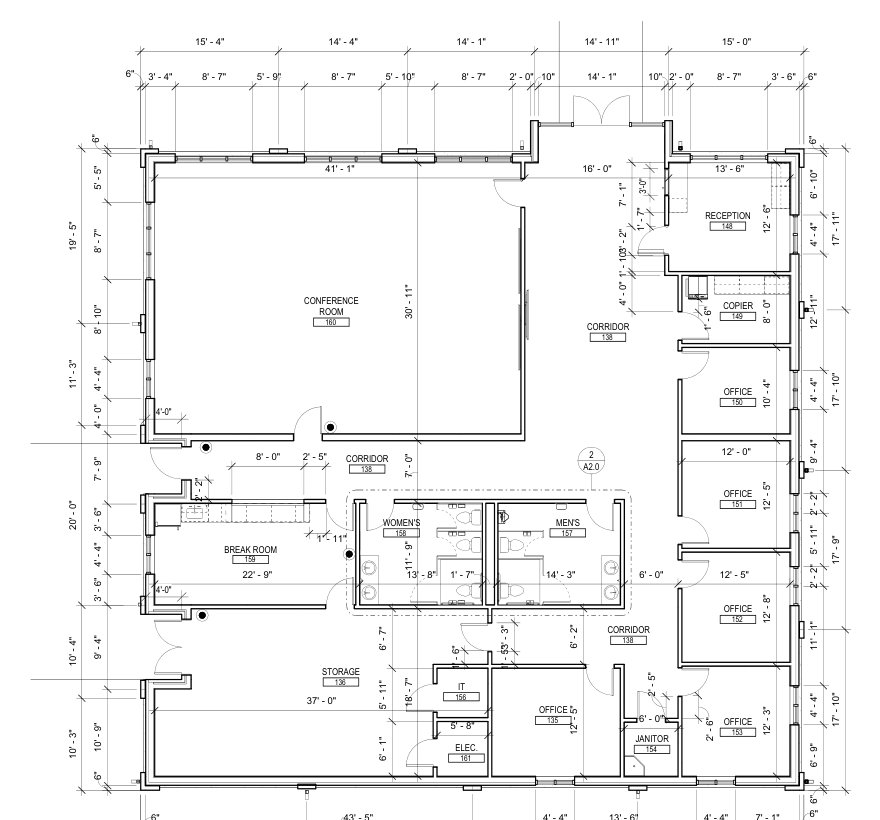 15' - 4"
14' - 4"
14' - 1"
14' - 11"
15' - 0"
6"
3' - 4"
8' - 7"
5' - 9"
8' - 7"
5' - 10"
8' - 7"
2' - 0"
10"
14' - 1"
10"
2' - 0"
8' - 7"
3' - 6"
6"
6"
6"
41' - 1"
16' - 0"
13' - 6"
5' - 5"
7' - 1"
3'-0"
6' - 10"
RECEPTION
148
12' - 6"
1' - 7"
19' - 5"
8' - 7"
4' - 4"
17' - 11"
4' - 0"
CONFERENCE
ROOM
160
30' - 11"
CORRIDOR
138
COPIER
149
1' - 6"
8' - 0"
12' - 11"
8' - 10"
11' - 3"
4' - 4"
OFFICE
150
10' - 4"
4' - 4"
17' - 10"
4' - 0"
4'-0"
7' - 9"
8' - 0"
2' - 5"
CORRIDOR
138
7' - 0"
2
A2.0
12' - 0"
9' - 4"
2' - 2"
OFFICE
151
12' - 5"
2' - 2"
20' - 0"
3' - 6"
WOMEN'S
158
MEN'S
157
5' - 11"
17' - 9"
1' - 11"
BREAK ROOM
159
11' - 9"
4' - 4"
22' - 9"
13' - 8"
1' - 7"
14' - 3"
6' - 0"
12' - 5"
2' - 2"
3' - 6"
4'-0"
OFFICE
152
12' - 8"
11' - 1"
10' - 4"
9' - 4"
6' - 7"
1' - 6"
3' - 3"
6' - 2"
CORRIDOR
138
STORAGE
136
37' - 0"
5' - 11"
18' - 7"
IT
156
2' - 5"
4' - 4"
17' - 10"
OFFICE
135
12' - 5"
6' - 0"
2' - 6"
OFFICE
153
12' - 3"
10' - 3"
10' - 9"
6' - 1"
5' - 8"
ELEC.
161
JANITOR
154
6' - 9"
6"
6"
6"
6"
43' - 5"
4' - 4"
13' - 6"
4' - 4"
7' - 1"
6"